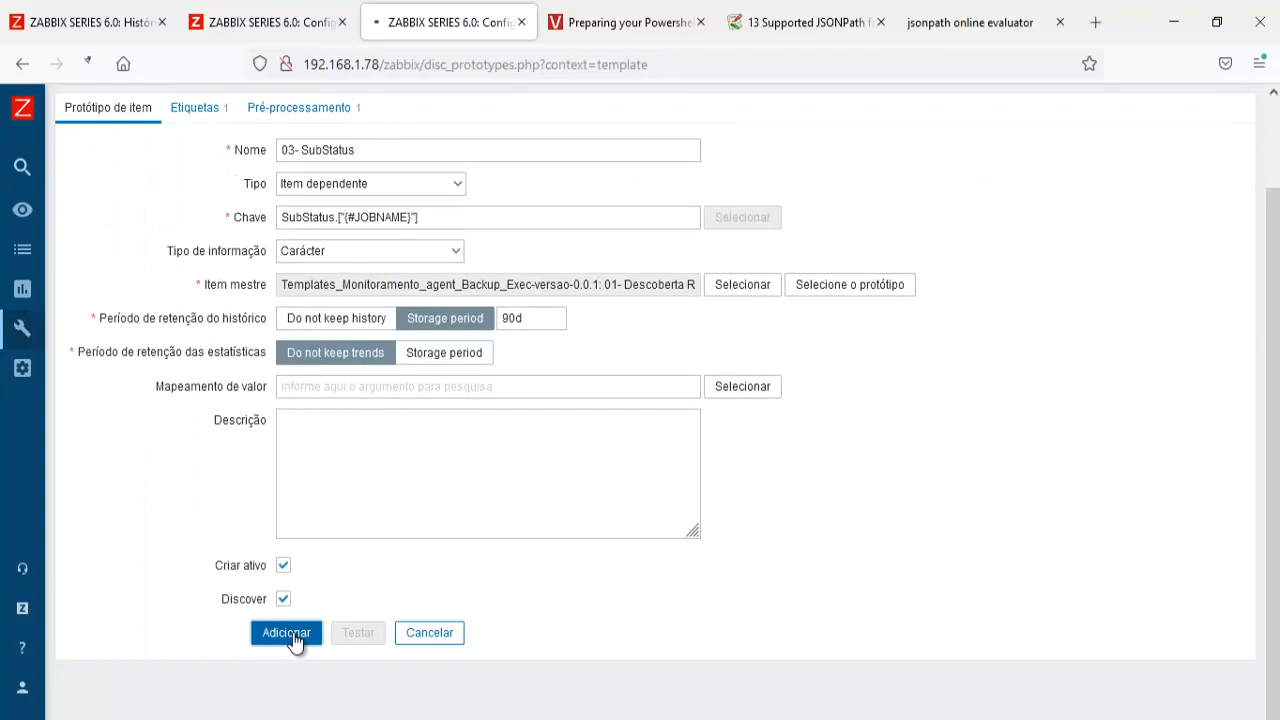 ZABBIX SERIES 6.0: Histór
ZABBIX SERIES 6.0: Config
ZABBIX SERIES 6.0: Config
Preparing your Powershe
13 Supported JSONPath f
jsonpath online evaluator
192.168.1.78/zabbix/disc_prototypes.php?context=template
Z
Protótipo de item
Etiquetas 1
Pré-processamento 1
* Nome
03- SubStatus
Tipo
Item dependente
* Chave
SubStatus.["{#JOBNAME}"]
Selecionar
Tipo de informação
Carácter
* Item mestre
Templates_Monitoramento_agent_Backup_Exec-versao-0.0.1: 01- Descoberta R
Selecionar
Selecione o protótipo
* Período de retenção do histórico
Do not keep history
Storage period
90d
* Período de retenção das estatísticas
Do not keep trends
Storage period
Mapeamento de valor
informe aqui o argumento para pesquisa
Selecionar
Descrição
Criar ativo
Discover
Z
?
Adicionar
Testar
Cancelar